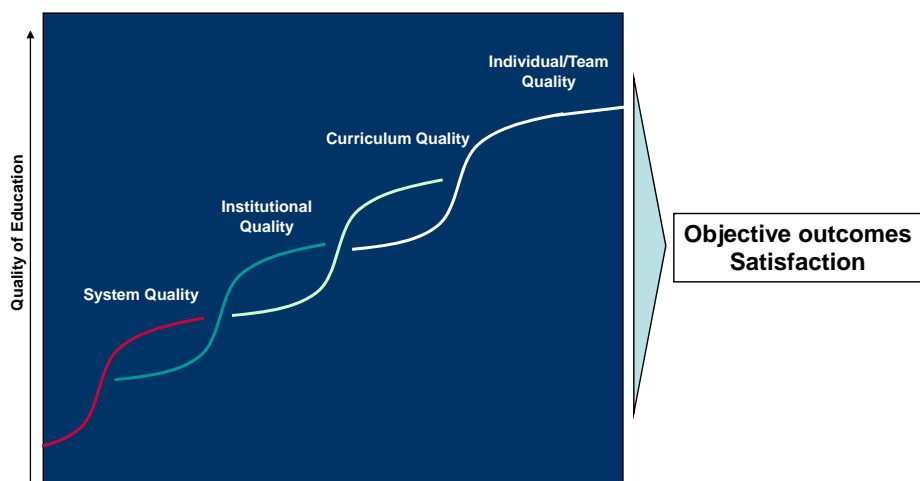 Quality of Education
Individual/Team
Quality
Curriculum Quality
Institutional
Quality
System Quality
Objective outcomes
Satisfaction